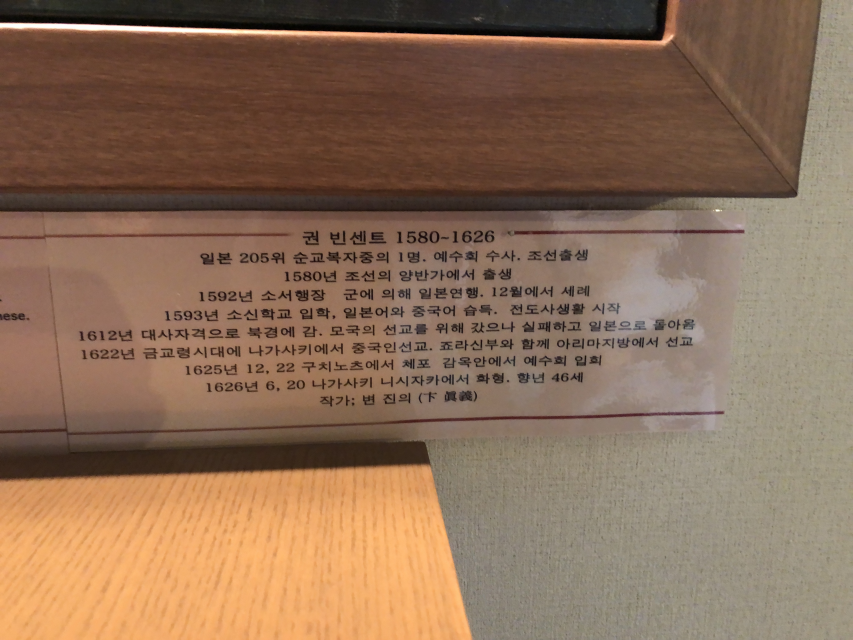 nese.
권 빈센트 1580~1626
일본 205위 순교복자중의 1명. 예수회 수사. 조선출생
1580년 조선의 양반가에서 출생
1592년 소서행장 군에 의해 일본연행. 12월에서 세례
1593년 소신학교 입학, 일본어와 중국어 습득. 전도사생활 시작
1612년 대사자격으로 북경에 감. 모국의 선교를 위해 갔으나 실패하고 일본으로 돌아옴
1622년 금교령시대에 나가사키에서 중국인선교. 죠라신부와 함께 아리마지방에서 선교
1625년 12, 22 구치노츠에서 체포 감옥안에서 예수회 입회
1626년 6, 20 나가사키 니시자카에서 화형. 향년 46세
작가; 변 진의 (卞 眞義)